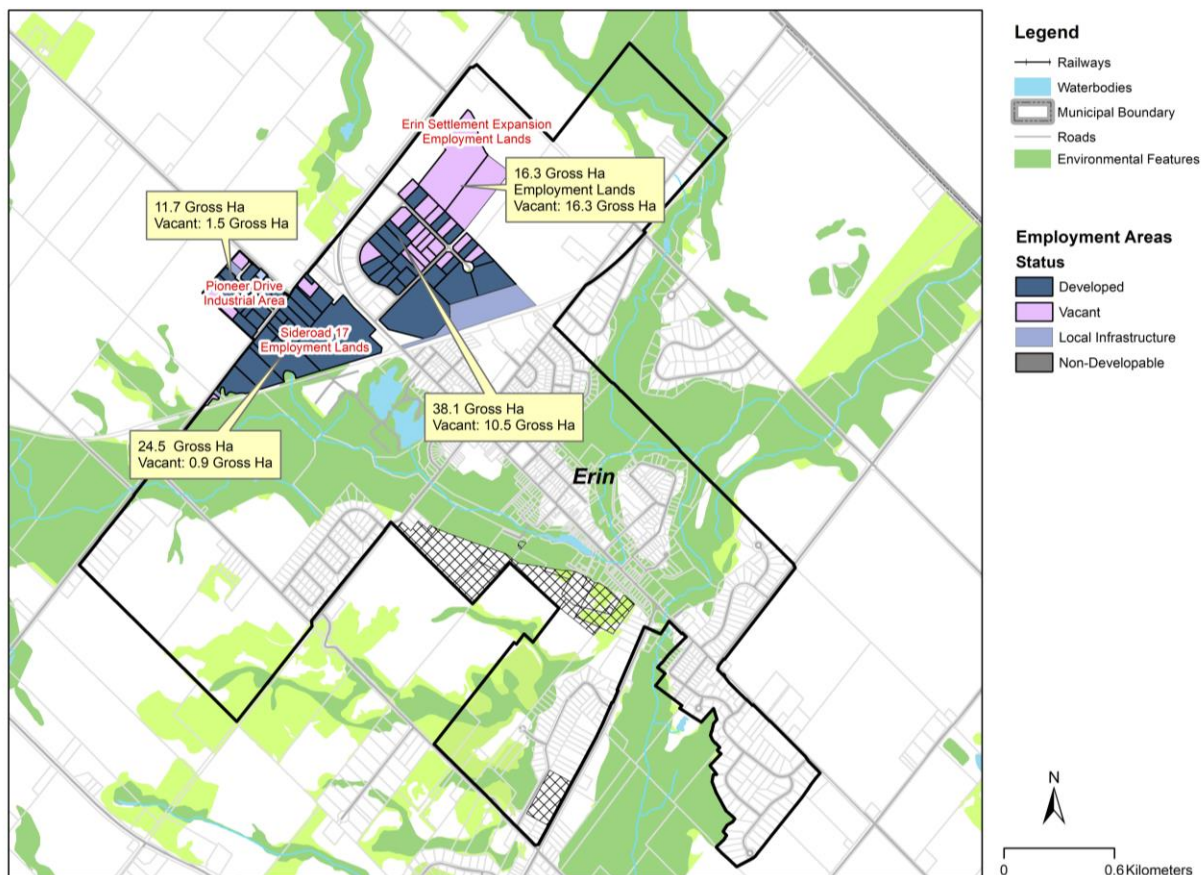 Erin Settlement Expansion
Employment Lands
16.3 Gross Ha
Employment Lands
Vacant: 16.3 Gross Ha
11.7 Gross Ha
Vacant: 1.5 Gross Ha
Pioneer Drive
Industrial Area
Sideroad 17
Employment Lands
38.1 Gross Ha
Vacant: 10.5 Gross Ha
24.5 Gross Ha
Vacant: 0.9 Gross Ha
Erin
Legend
Railways
Waterbodies
Municipal Boundary
Roads
Environmental Features
Employment Areas
Status
Developed
Vacant
Local Infrastructure
Non-Developable
N
0 0.6 Kilometers